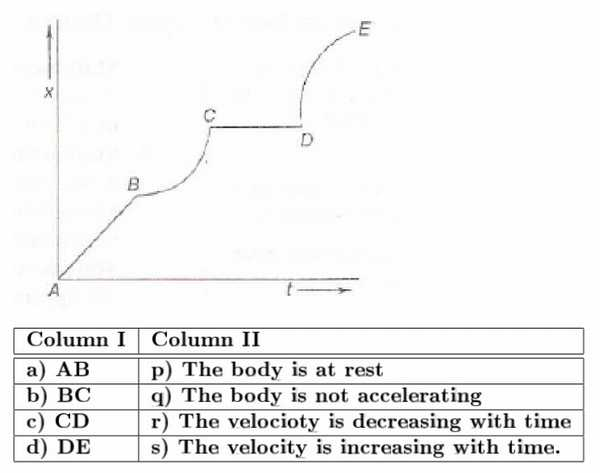 E
x
C
D
B
A
t
Column I Column II
a) AB p) The body is at rest
b) BC q) The body is not accelerating
c) CD r) The velocioty is decreasing with time
d) DE s) The velocity is increasing with time.